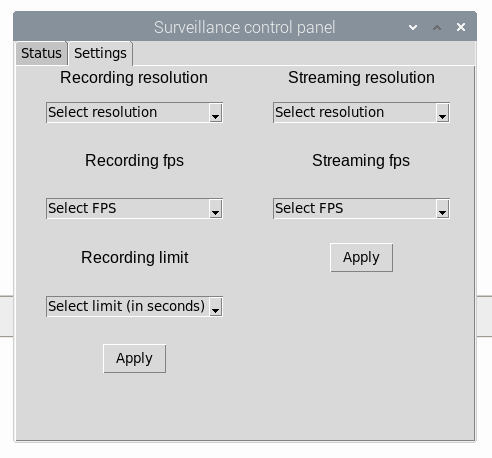 Surveillance control panel
Status Settings
Recording resolution
Select resolution
Recording fps
Select FPS
Recording limit
Select limit (in seconds)
Apply
Streaming resolution
Select resolution
Streaming fps
Select FPS
Apply